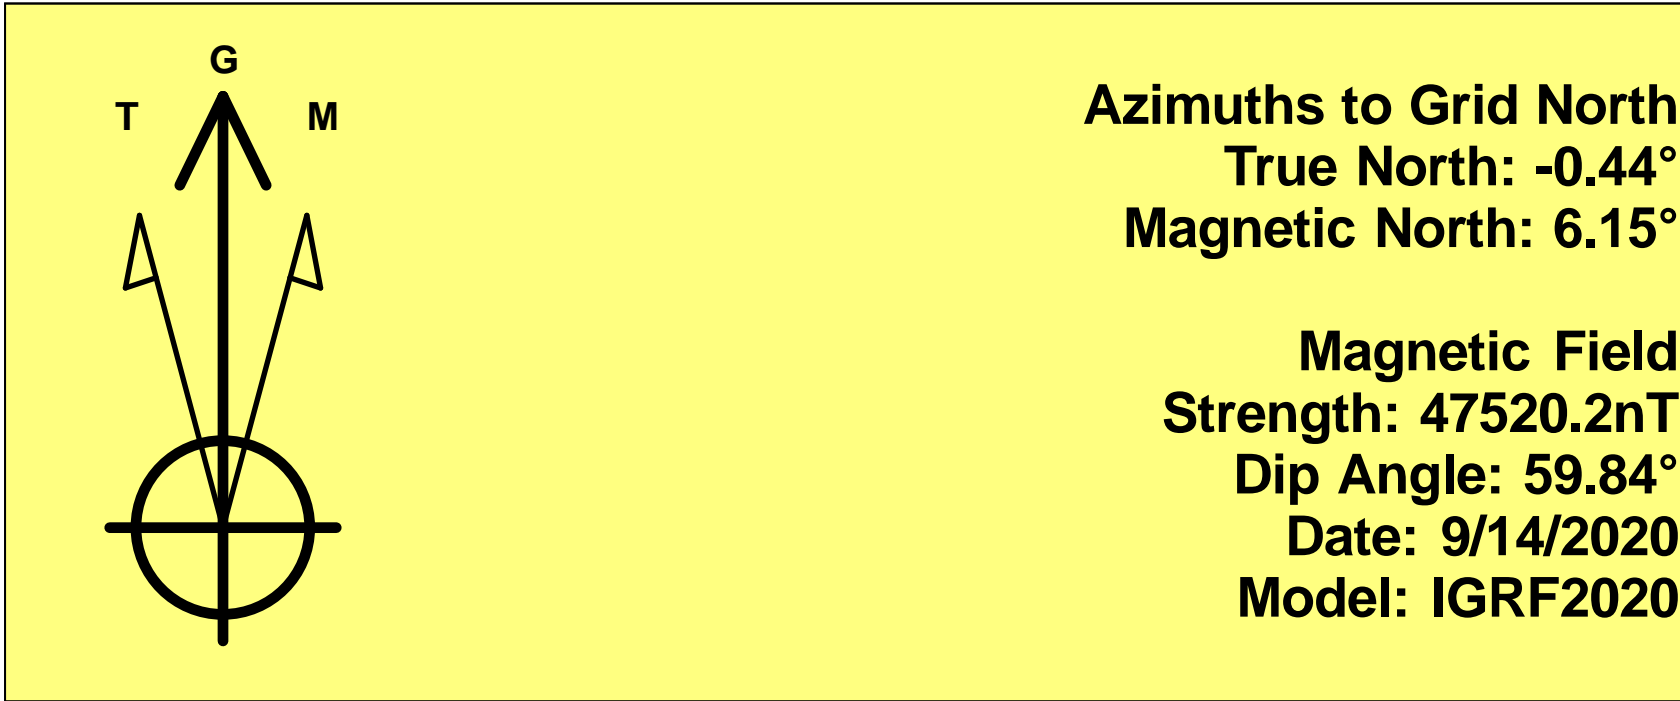 G
T M
Azimuths to Grid North
True North: -0.44°
Magnetic North: 6.15°
Magnetic Field
Strength: 47520.2nT
Dip Angle: 59.84°
Date: 9/14/2020
Model: IGRF2020